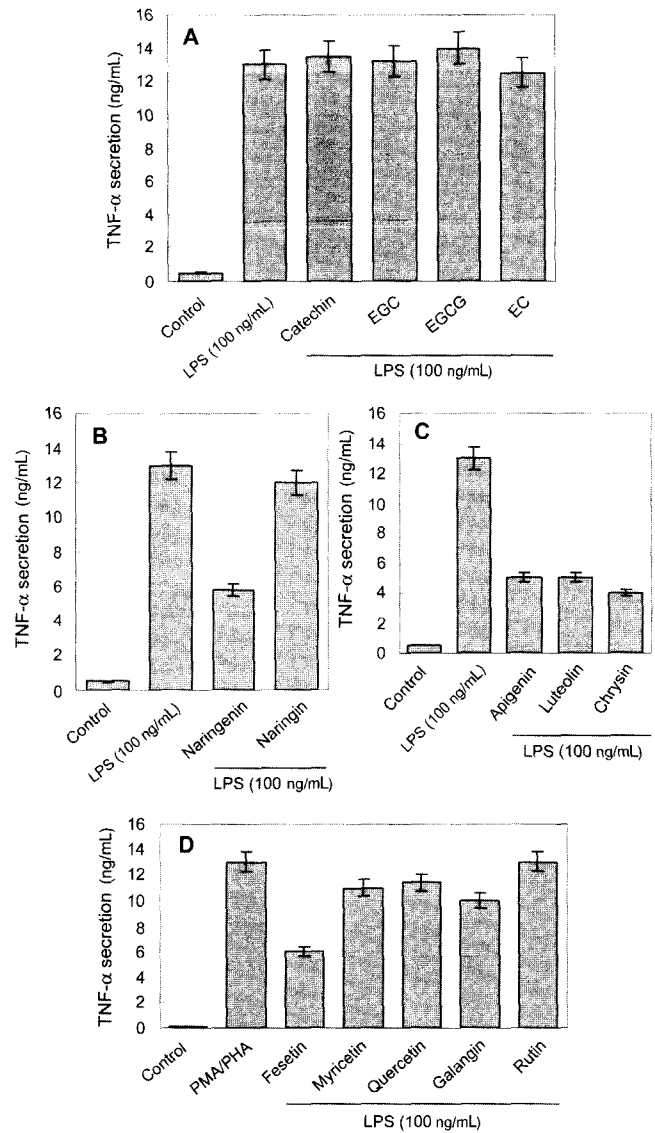 A
TNF-α secretion (ng/mL)
16
14
12
10
8
6
4
2
0
Control
LPS (100 ng/mL)
Catechin
EGC
EGCG
EC
LPS (100 ng/mL)
B
TNF-α secretion (ng/mL)
16
14
12
10
8
6
4
2
0
Control
LPS (100 ng/mL)
Naringenin
Naringin
LPS (100 ng/mL)
C
TNF-α secretion (ng/mL)
16
14
12
10
8
6
4
2
0
Control
LPS (100 ng/mL)
Apigenin
Luteolin
Chrysin
LPS (100 ng/mL)
D
TNF-α secretion (ng/mL)
16
14
12
10
8
6
4
2
0
Control
PMA/PHA
Fesetin
Myricetin
Quercetin
Galangin
Rutin
LPS (100 ng/mL)